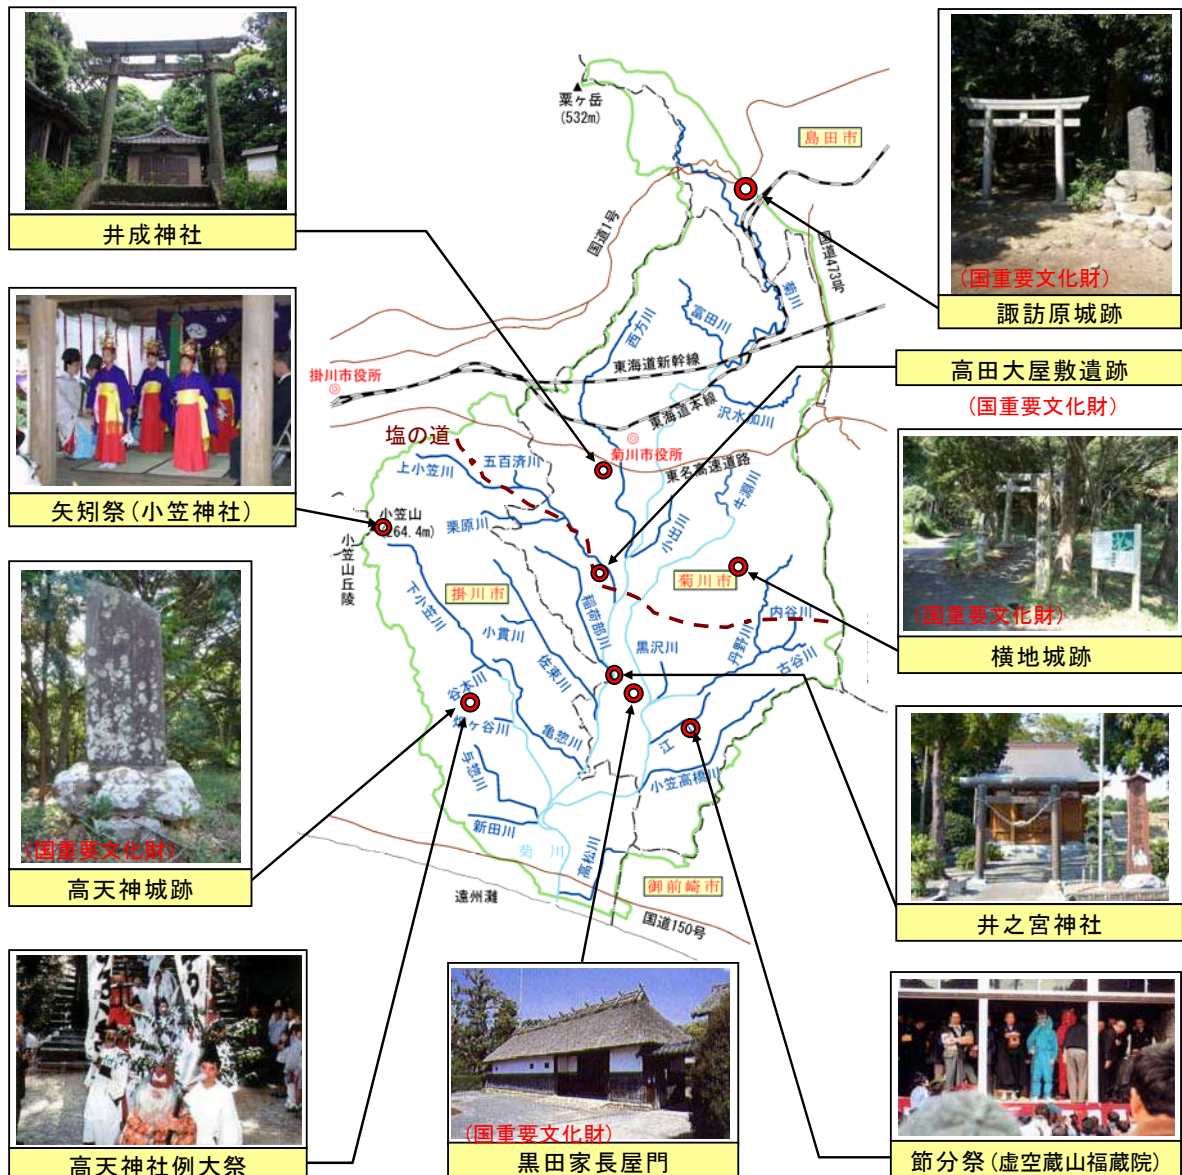 井成神社
矢矧祭(小笠神社)
(国重要文化財)
高天神城跡
高天神社例大祭
粟ヶ岳
(532m)
島田市
国道1号
国道473号
菊川
富田川
西方川
東海道新幹線
掛川市役所
東海道本線
沢水加川
塩の道
菊川市役所
東名高速道路
上小笠川
五百済川
牛淵川
小笠山
(264.4m)
栗原川
小出川
小笠山丘陵
掛川市
菊川市
下小笠川
稲荷部川
内谷川
小貫川
黒沢川
丹野川
佐束川
古谷川
谷本川
畑ヶ谷川
亀惣川
江
与惣川
小笠高橋川
新田川
菊川
高松川
御前崎市
遠州灘
国道150号
(国重要文化財)
諏訪原城跡
高田大屋敷遺跡
(国重要文化財)
(国重要文化財)
横地城跡
井之宮神社
(国重要文化財)
黒田家長屋門
節分祭(虚空蔵山福蔵院)